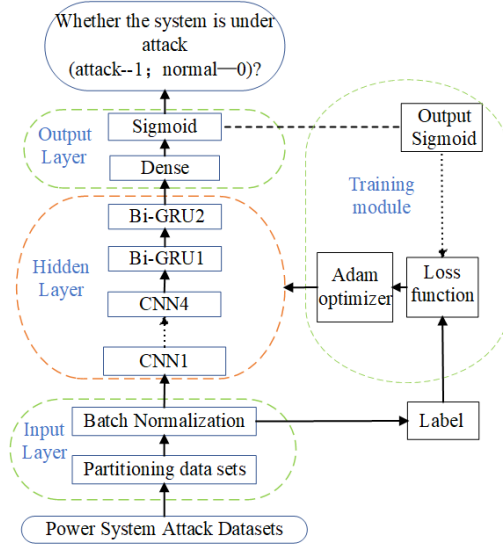 Whether the system is under
attack
(attack--1；normal—0)?
Output
Layer
Sigmoid
Dense
Output
Sigmoid
Training
module
Hidden
Layer
Bi-GRU2
Bi-GRU1
CNN4
CNN1
Adam
optimizer
Loss
function
Input
Layer
Batch Normalization
Partitioning data sets
Label
Power System Attack Datasets